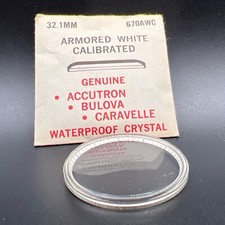 32.1MM 670AWC
ARMORED WHITE
CALIBRATED
GENUINE
• ACCUTRON
• BULOVA
• CARAVELLE
WATERPROOF CRYSTAL